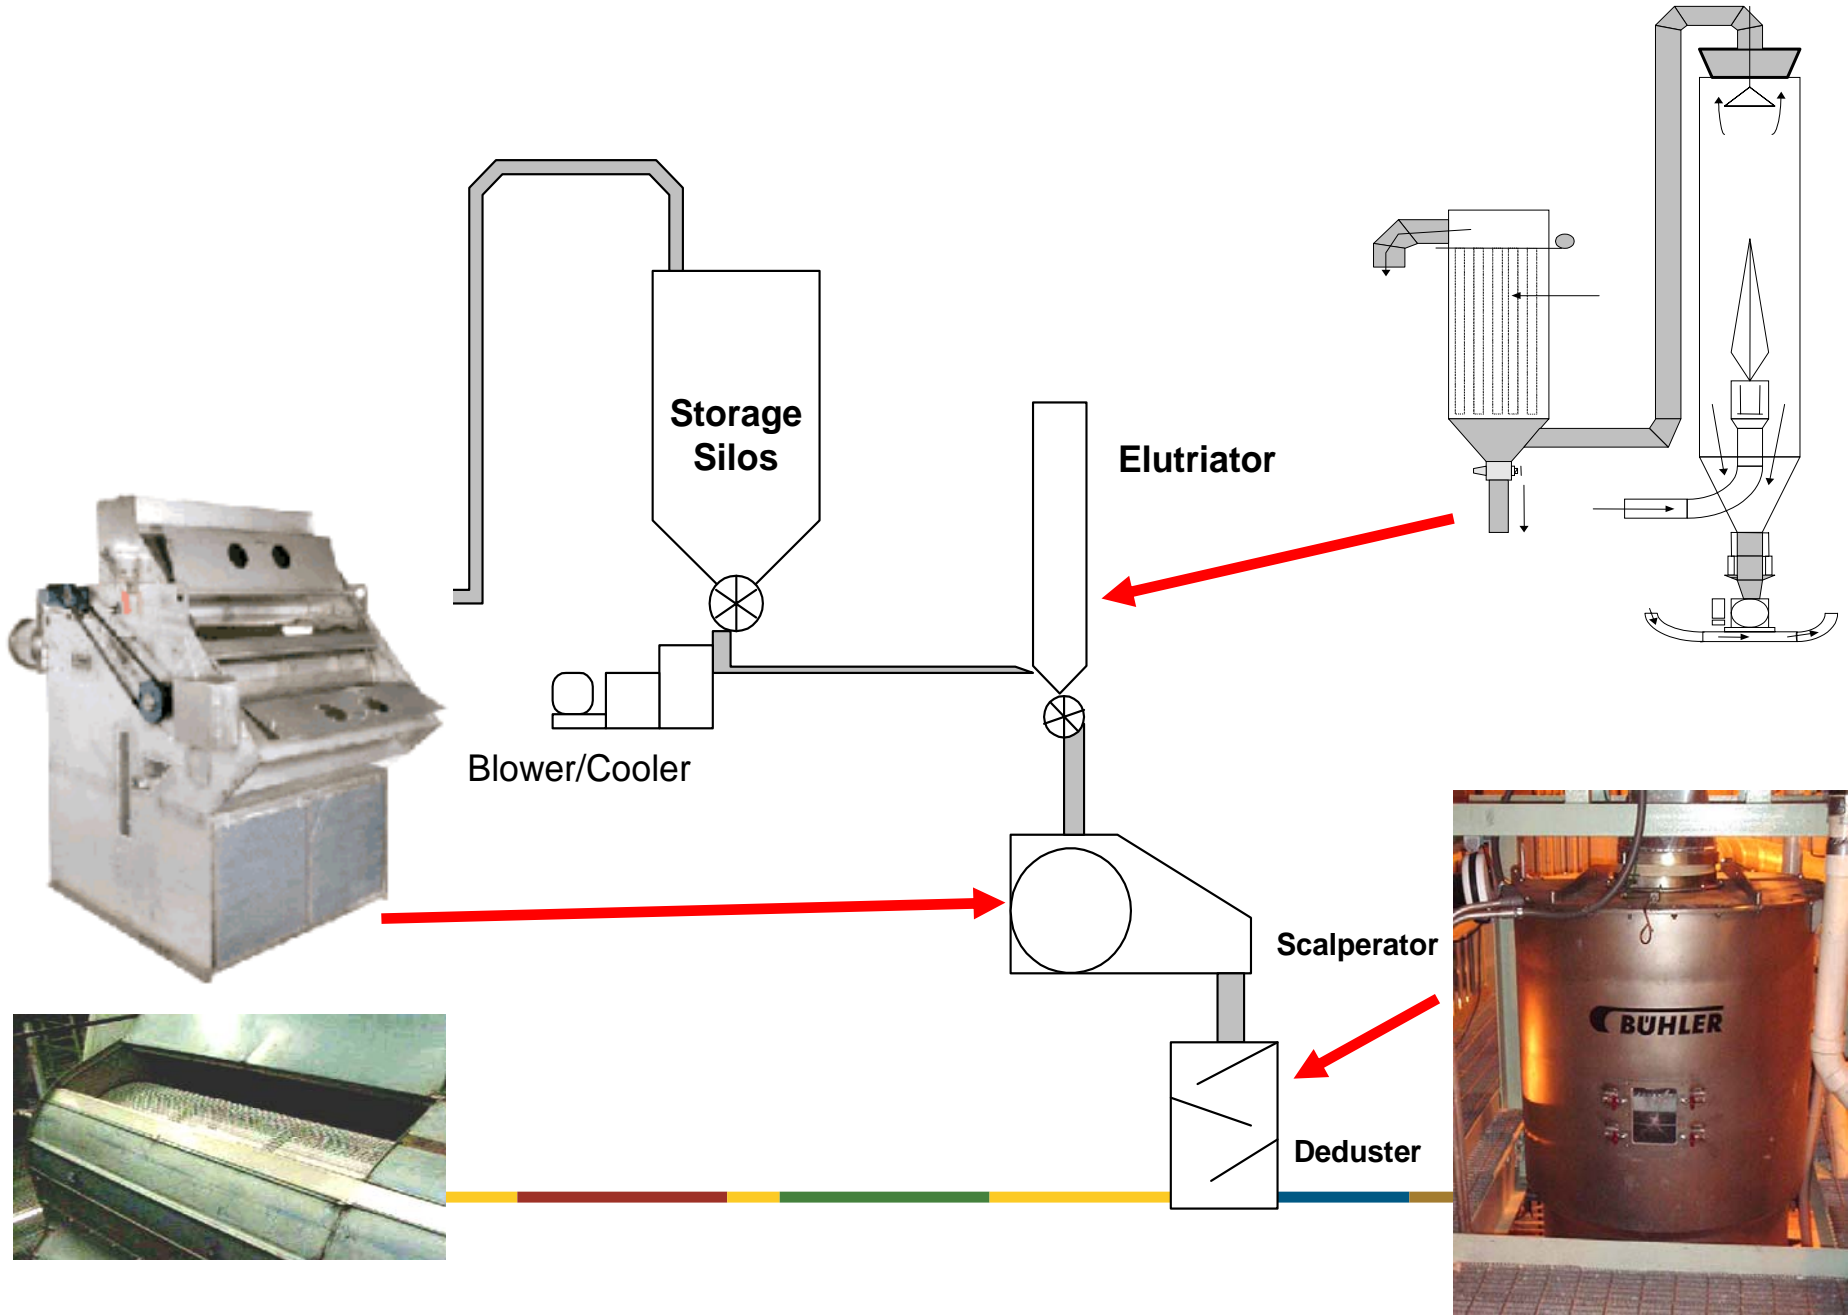 Storage
Silos
Elutriator
Blower/Cooler
Scalperator
BÜHLER
Deduster